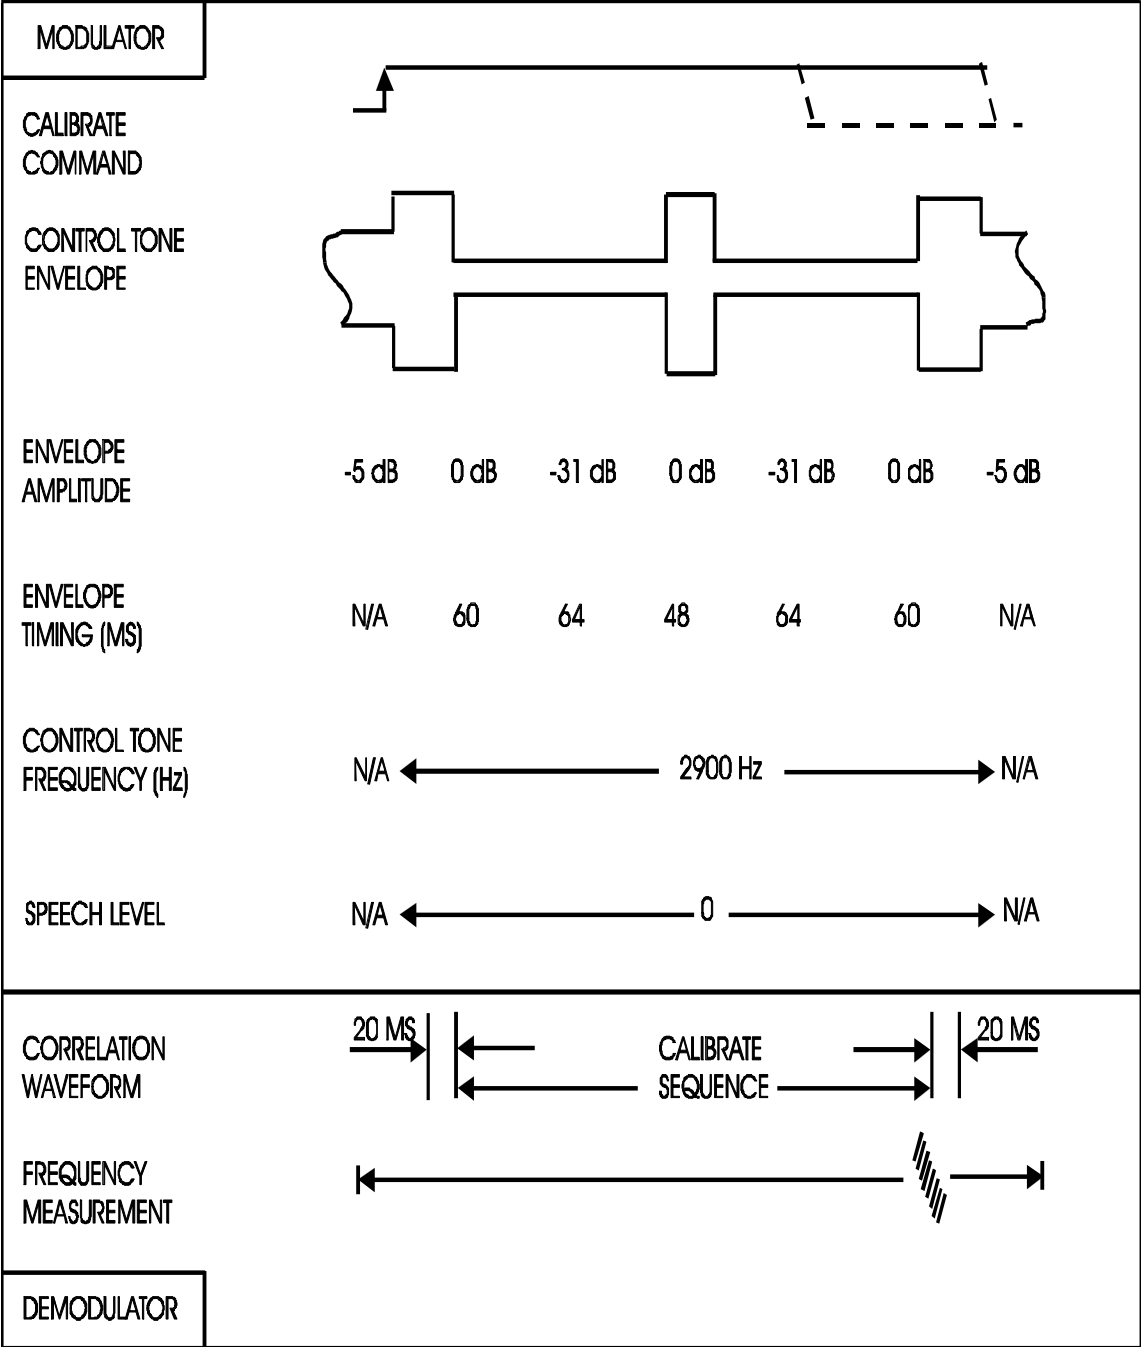 MODULATOR
CALIBRATE
COMMAND
CONTROL TONE
ENVELOPE
ENVELOPE
AMPLITUDE
-5 dB 0 dB -31 dB 0 dB -31 dB 0 dB -5 dB
ENVELOPE
TIMING (MS)
N/A 60 64 48 64 60 N/A
CONTROL TONE
FREQUENCY (Hz)
N/A 2900 Hz N/A
SPEECH LEVEL
N/A 0 N/A
CORRELATION
WAVEFORM
20 MS CALIBRATE 20 MS
SEQUENCE
FREQUENCY
MEASUREMENT
DEMODULATOR